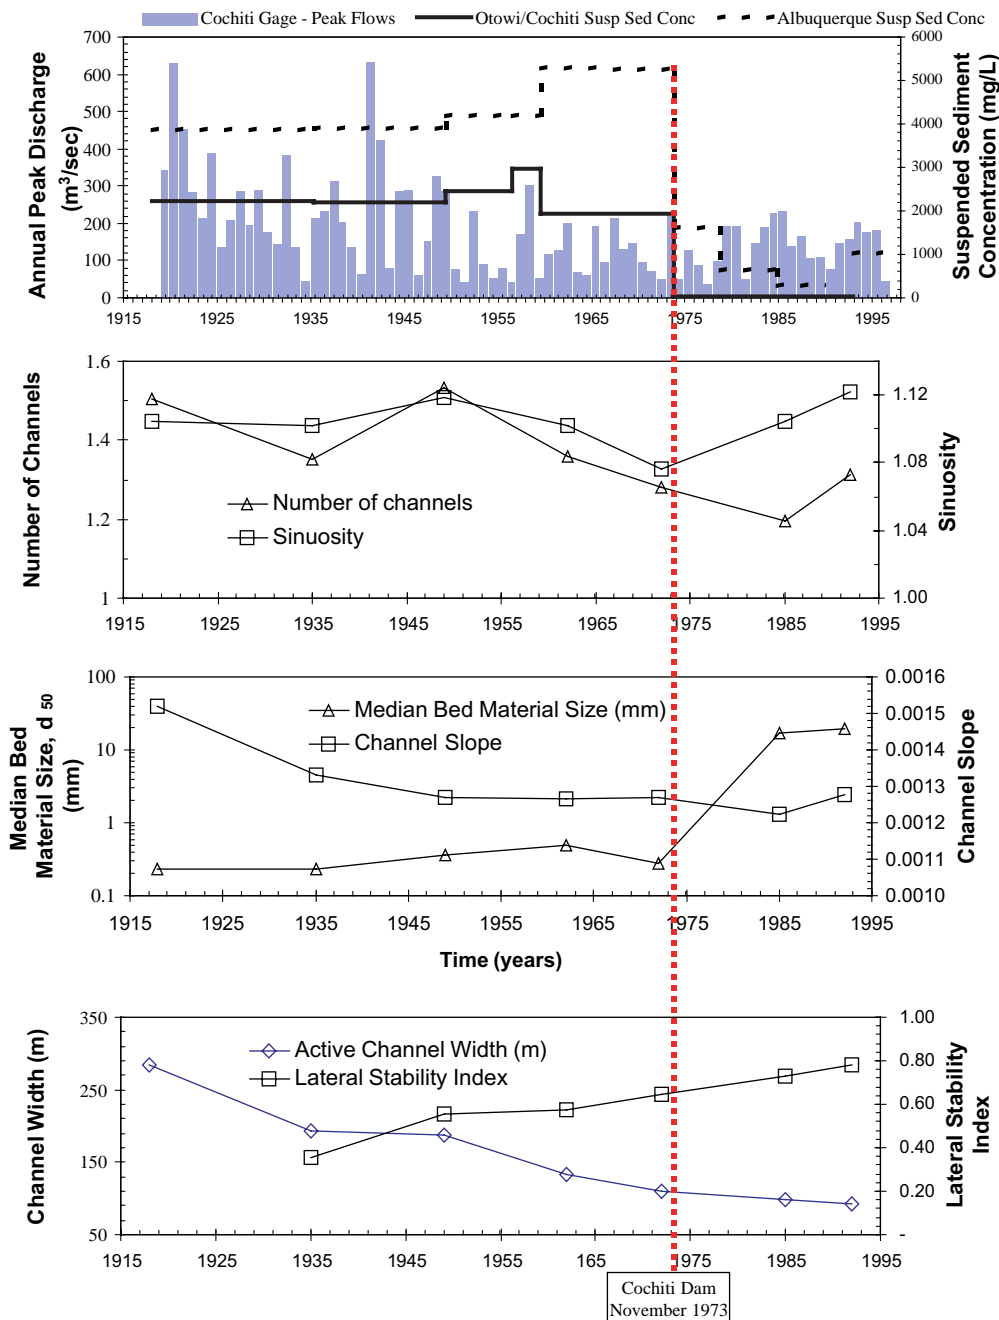 Cochiti Gage - Peak Flows Otowi/Cochiti Susp Sed Conc Albuquerque Susp Sed Conc
Annual Peak Discharge
(m³/sec)
700
600
500
400
300
200
100
0
6000
5000
4000
3000
2000
1000
0
Suspended Sediment
Concentration (mg/L)
1915 1925 1935 1945 1955 1965 1975 1985 1995
Number of Channels
1.6
1.4
1.2
1
Number of channels
Sinuosity
1.12
1.08
1.04
1.00
Sinuosity
1915 1925 1935 1945 1955 1965 1975 1985 1995
Median Bed
Material Size, d 50
(mm)
100
10
1
0.1
Median Bed Material Size (mm)
Channel Slope
0.0016
0.0015
0.0014
0.0013
0.0012
0.0011
0.0010
Channel Slope
1915 1925 1935 1945 1955 1965 1975 1985 1995
Time (years)
Channel Width (m)
350
250
150
50
Active Channel Width (m)
Lateral Stability Index
1.00
0.80
0.60
0.40
0.20
-
Lateral Stability
Index
1915 1925 1935 1945 1955 1965 1975 1985 1995
Cochiti Dam
November 1973